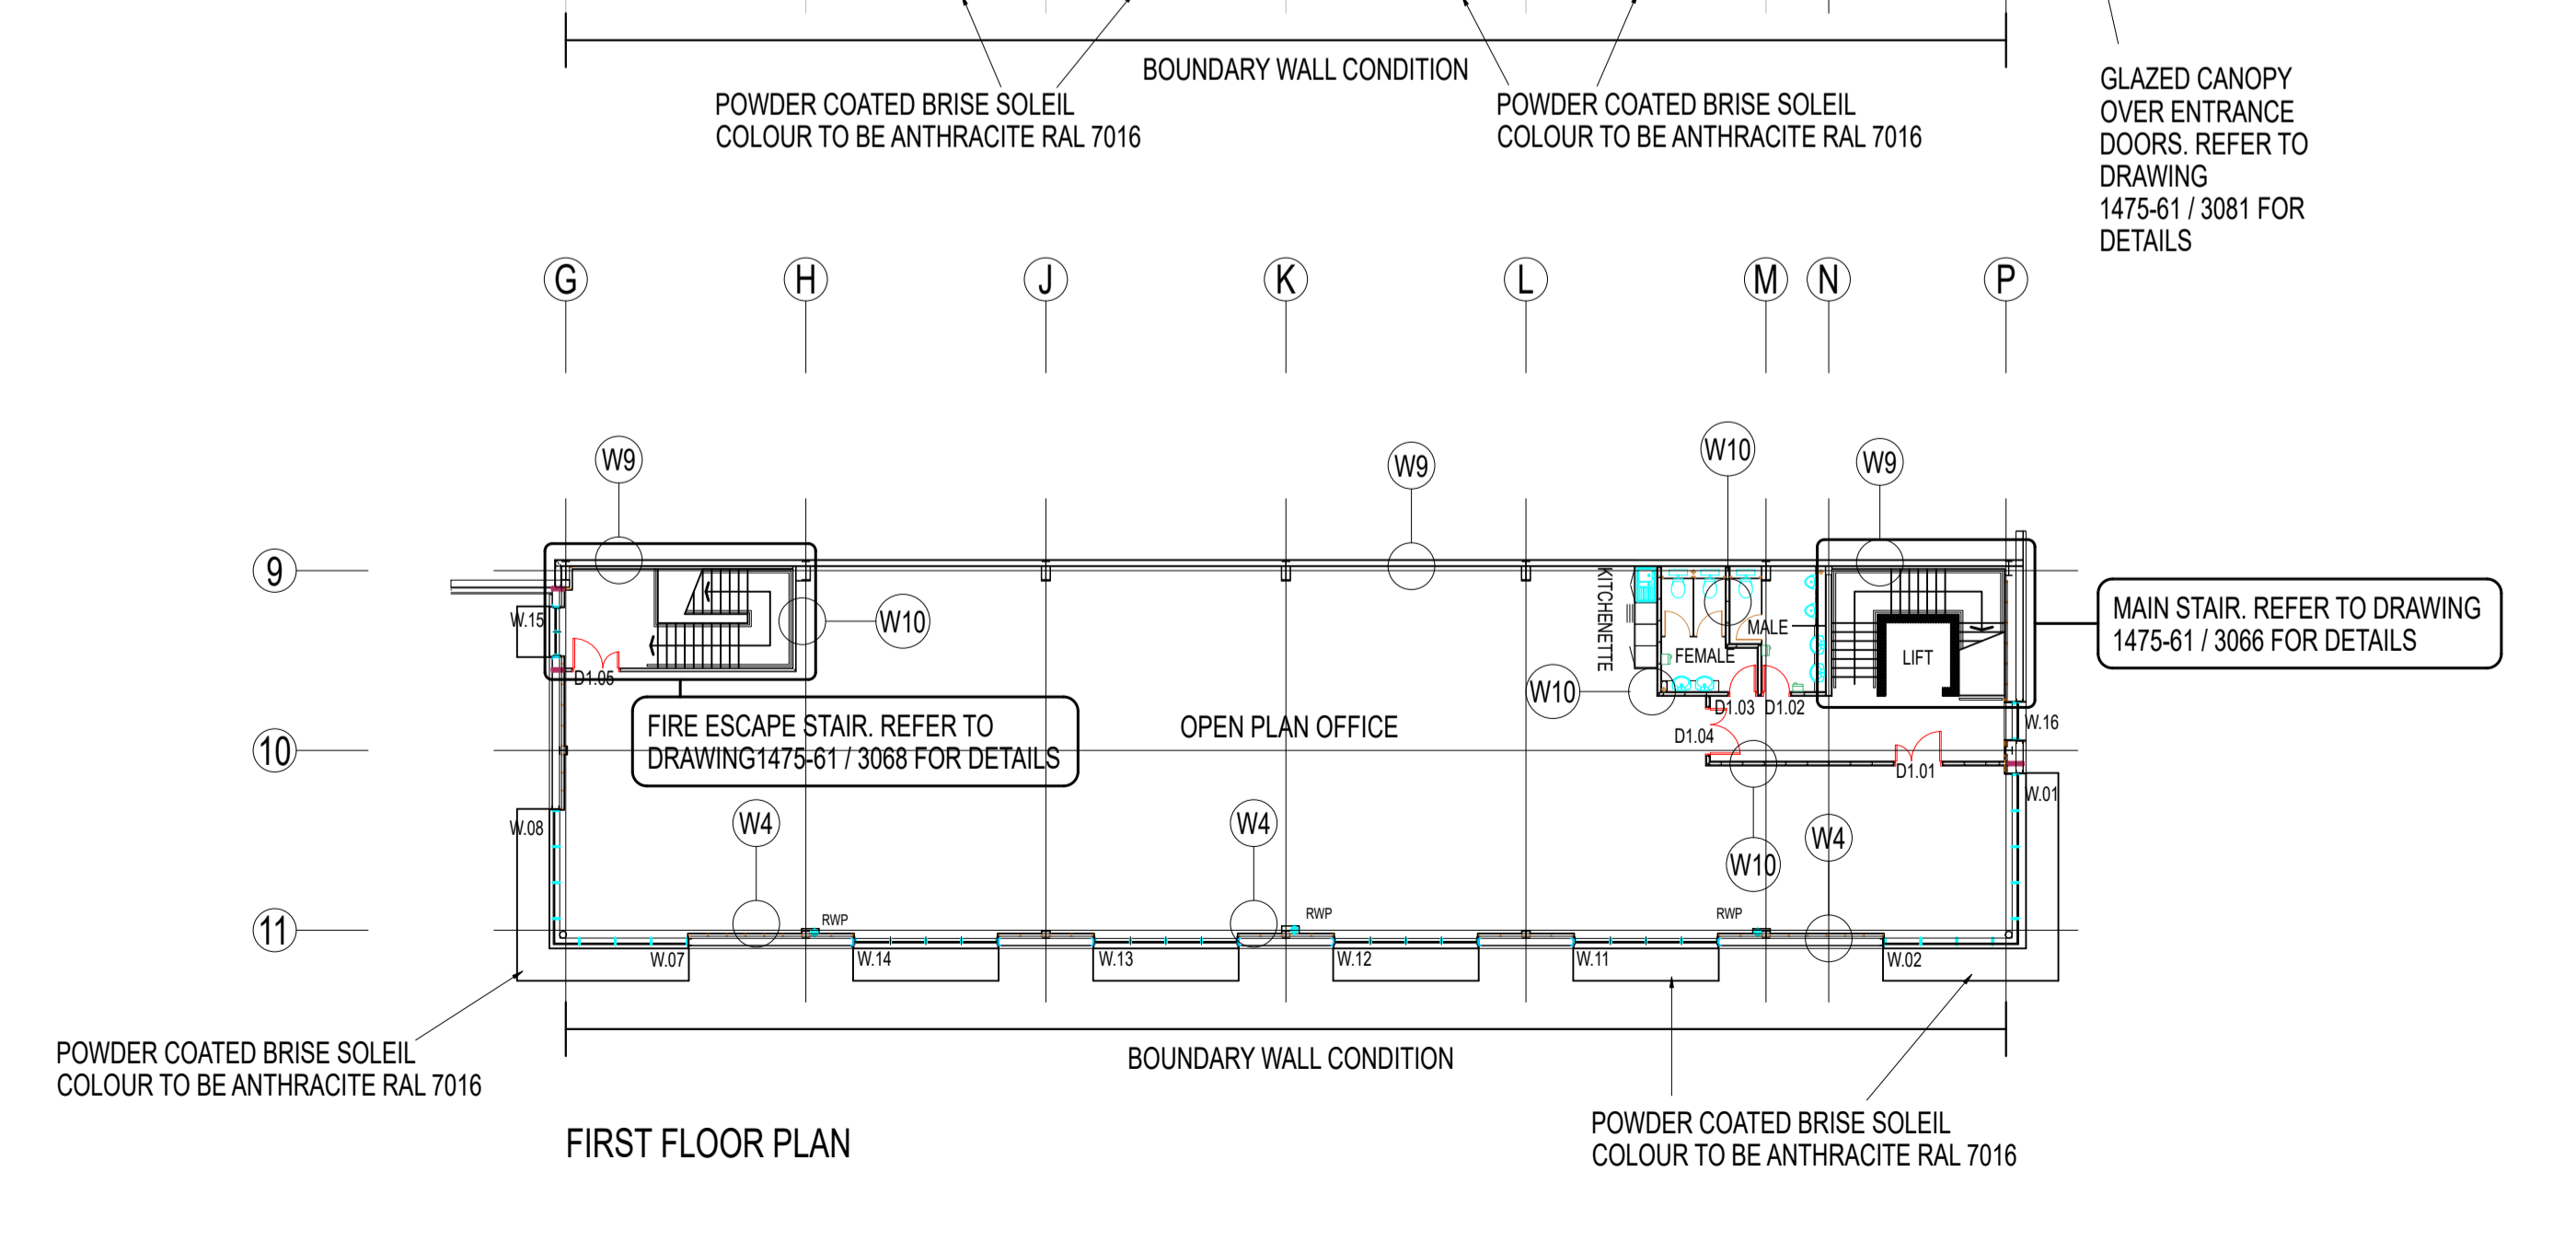 BOUNDARY WALL CONDITION
POWDER COATED BRISE SOLEIL
COLOUR TO BE ANTHRACITE RAL 7016
POWDER COATED BRISE SOLEIL
COLOUR TO BE ANTHRACITE RAL 7016
GLAZED CANOPY
OVER ENTRANCE
DOORS. REFER TO
DRAWING
1475-61 / 3081 FOR
DETAILS
G
H
J
K
L
M
N
P
W9
W9
W10
W9
9
W.15
D1.05
W10
KITCHENETTE
FEMALE
MALE
LIFT
MAIN STAIR. REFER TO DRAWING
1475-61 / 3066 FOR DETAILS
W10
D1.03
D1.02
D1.04
D1.01
W.16
W.01
10
FIRE ESCAPE STAIR. REFER TO
DRAWING1475-61 / 3068 FOR DETAILS
OPEN PLAN OFFICE
W.08
W4
W4
W10
W4
11
RWP
RWP
RWP
W.07
W.14
W.13
W.12
W.11
W.02
BOUNDARY WALL CONDITION
POWDER COATED BRISE SOLEIL
COLOUR TO BE ANTHRACITE RAL 7016
POWDER COATED BRISE SOLEIL
COLOUR TO BE ANTHRACITE RAL 7016
FIRST FLOOR PLAN